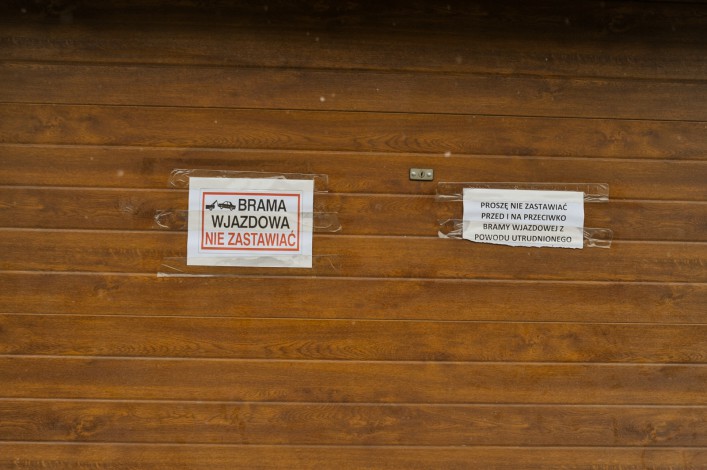 BRAMA
WJAZDOWA
NIE ZASTAWIAĆ
PROSZĘ NIE ZASTAWIAĆ
PRZED I NA PRZECIWKO
BRAMY WJAZDOWEJ Z
POWODU UTRUDNIONEGO